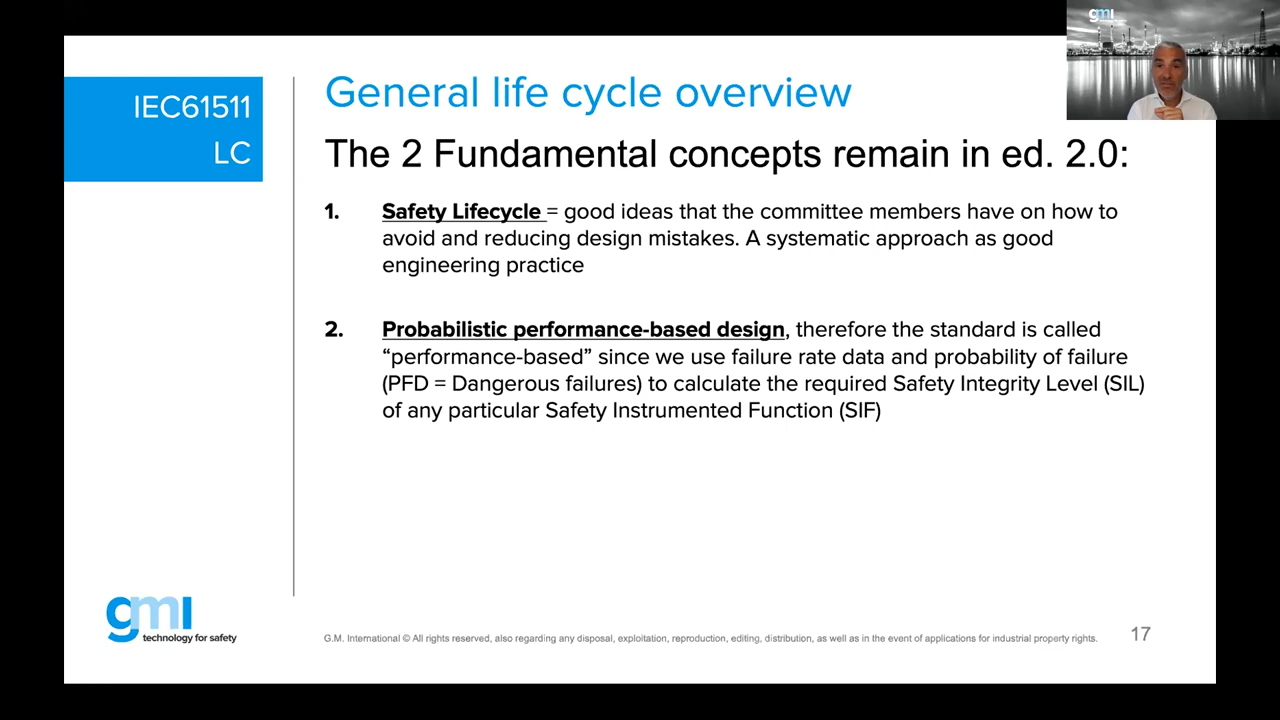 gmi
IEC61511
LC
General life cycle overview
The 2 Fundamental concepts remain in ed. 2.0:
1. Safety Lifecycle = good ideas that the committee members have on how to
avoid and reducing design mistakes. A systematic approach as good
engineering practice
2. Probabilistic performance-based design, therefore the standard is called
“performance-based” since we use failure rate data and probability of failure
(PFD = Dangerous failures) to calculate the required Safety Integrity Level (SIL)
of any particular Safety Instrumented Function (SIF)
gmi
technology for safety
G.M. International © All rights reserved, also regarding any disposal, exploitation, reproduction, editing, distribution, as well as in the event of applications for industrial property rights.
17